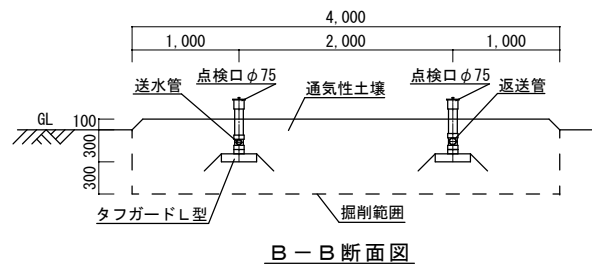 4,000
1,000 2,000 1,000
点検口φ75 点検口φ75
送水管 通気性土壌 返送管
GL 100
300
300
タフガードL型 掘削範囲
B－B断面図